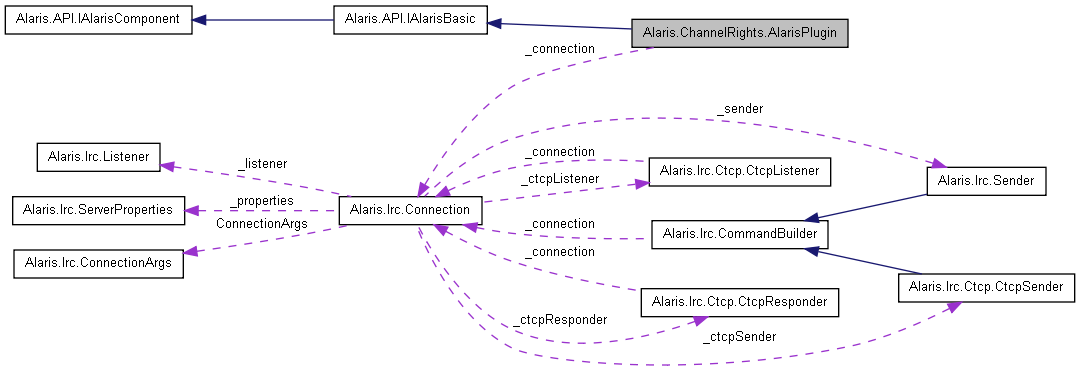 Alaris.API.IAlarisComponent
Alaris.API.IAlarisBasic
Alaris.ChannelRights.AlarisPlugin
_connection
_sender
Alaris.Irc.Listener
_listener
_connection
Alaris.Irc.Ctcp.CtcpListener
_ctcpListener
Alaris.Irc.Sender
Alaris.Irc.ServerProperties
_properties
Alaris.Irc.Connection
ConnectionArgs
_connection
Alaris.Irc.CommandBuilder
Alaris.Irc.ConnectionArgs
_connection
Alaris.Irc.Ctcp.CtcpSender
Alaris.Irc.Ctcp.CtcpResponder
_ctcpResponder
_ctcpSender